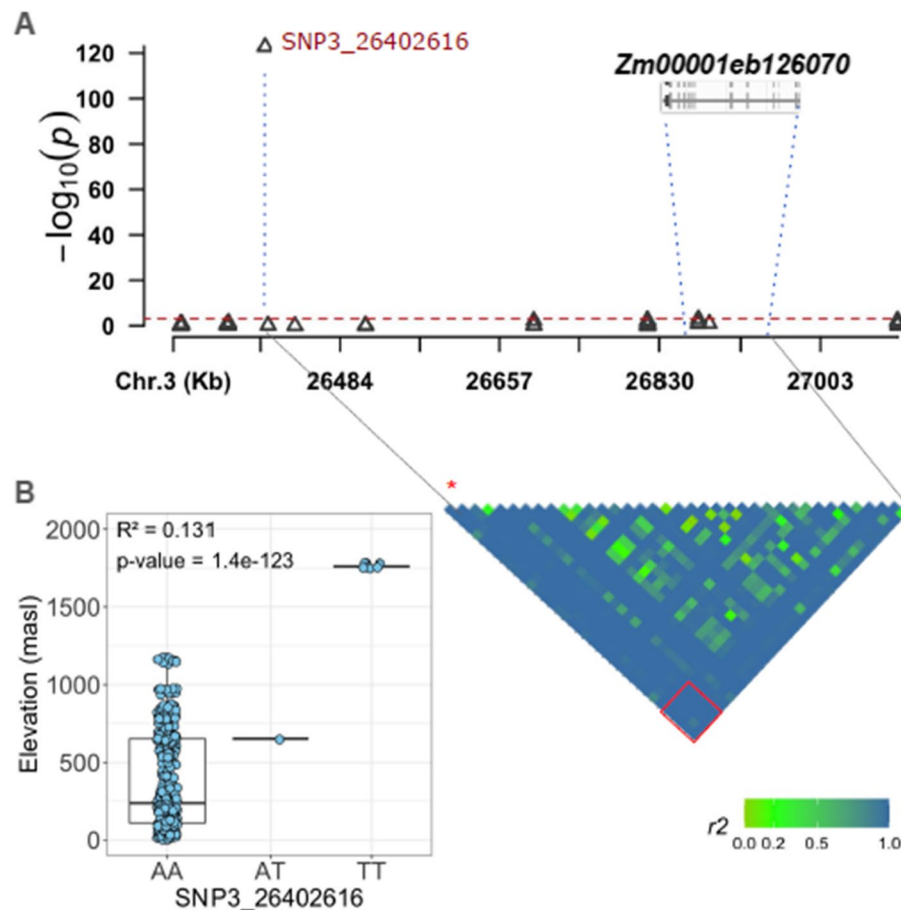 A
SNP3_26402616
Zm00001eb126070
−log10(p)
120
100
80
60
40
20
0
Chr.3 (Kb) 26484 26657 26830 27003
*
B
R² = 0.131
p-value = 1.4e-123
Elevation (masl)
2000
1500
1000
500
0
AA AT TT
SNP3_26402616
r2
0.0 0.2 0.5 1.0